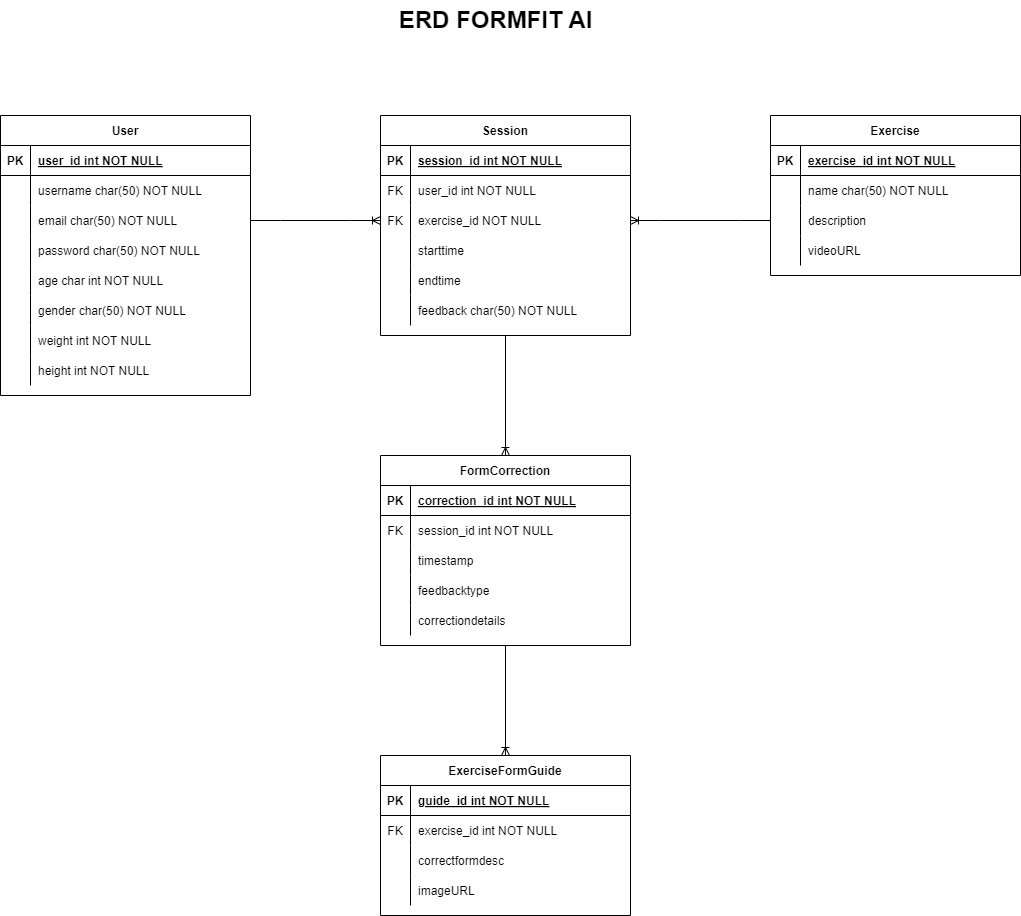 ERD FORMFIT AI
User
PK user_id int NOT NULL
username char(50) NOT NULL
email char(50) NOT NULL
password char(50) NOT NULL
age char int NOT NULL
gender char(50) NOT NULL
weight int NOT NULL
height int NOT NULL
Session
PK session_id int NOT NULL
FK user_id int NOT NULL
FK exercise_id NOT NULL
starttime
endtime
feedback char(50) NOT NULL
Exercise
PK exercise_id int NOT NULL
name char(50) NOT NULL
description
videoURL
FormCorrection
PK correction_id int NOT NULL
FK session_id int NOT NULL
timestamp
feedbacktype
correctiondetails
ExerciseFormGuide
PK guide_id int NOT NULL
FK exercise_id int NOT NULL
correctformdesc
imageURL